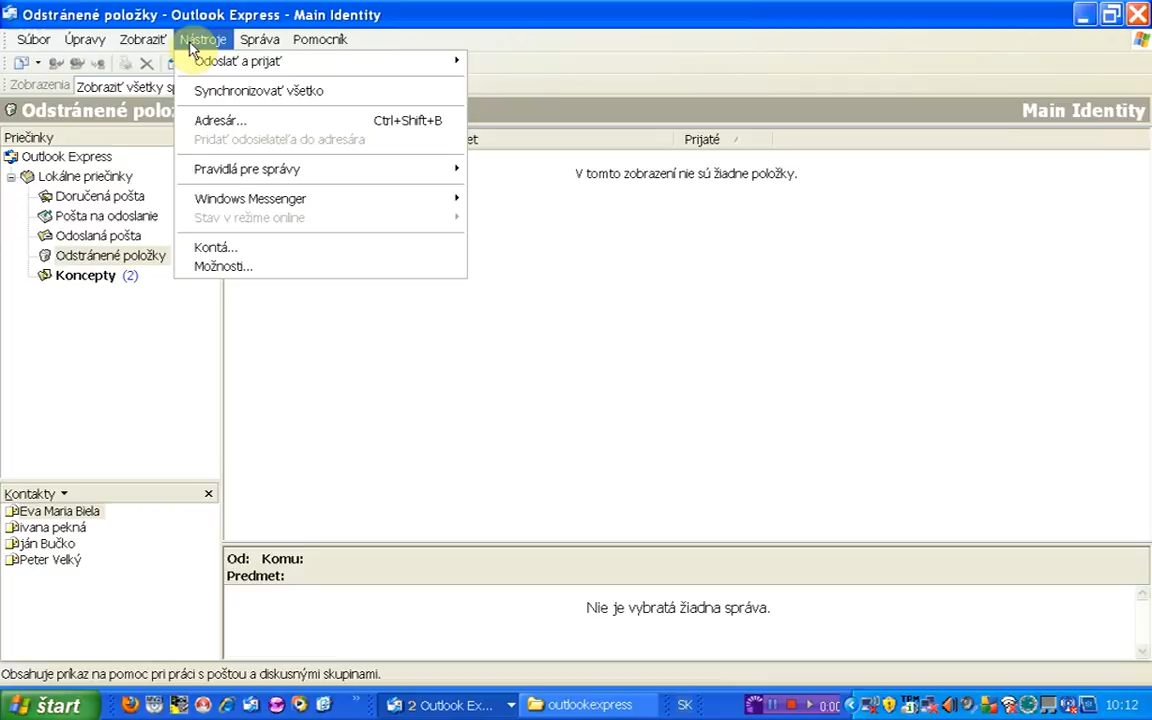 Odstránené položky - Outlook Express - Main Identity
Súbor Úpravy Zobraziť Nástroje Správa Pomocník
Odoslať a prijať
Synchronizovať všetko
Adresár... Ctrl+Shift+B
Pridať odosielateľa do adresára
Pravidlá pre správy
Windows Messenger
Stav v režime online
Kontá...
Možnosti...
Zobrazenia Zobraziť všetky sp
Odstránené polo Main Identity
Priečinky
Outlook Express
Lokálne priečinky
Doručená pošta
Pošta na odoslanie
Odoslaná pošta
Odstránené položky
Koncepty (2)
et Prijaté
V tomto zobrazení nie sú žiadne položky.
Kontakty
Eva Maria Biela
ivana pekná
ján Bučko
Peter Velký
Od: Komu:
Predmet:
Nie je vybratá žiadna správa.
Obsahuje príkaz na pomoc pri práci s poštou a diskusnými skupinami.
štart 2 Outlook Ex... outlookexpress SK 0:00 10:12